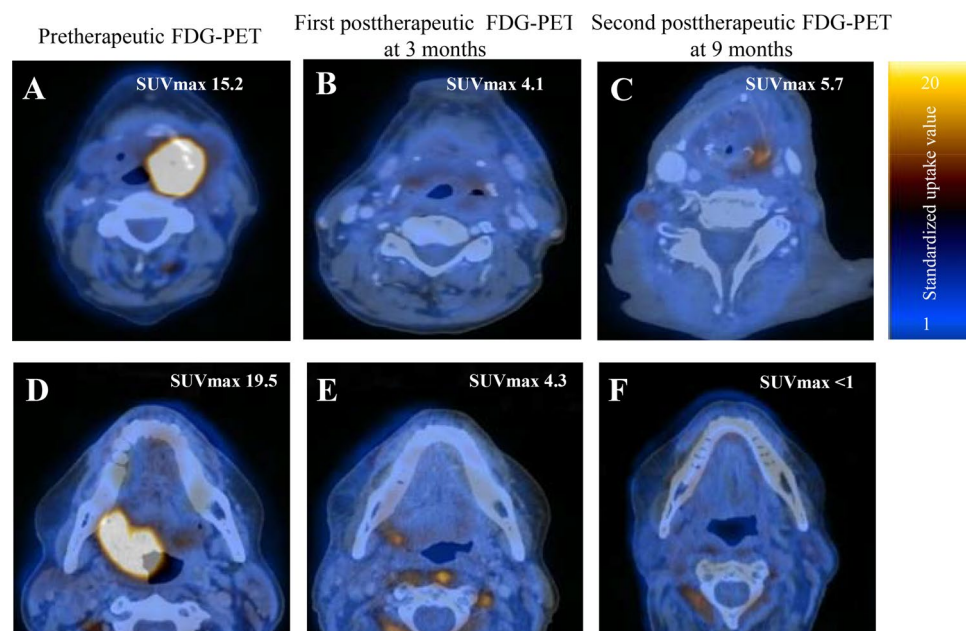 Pretherapeutic FDG-PET
First posttherapeutic FDG-PET
at 3 months
Second posttherapeutic FDG-PET
at 9 months
A
SUVmax 15.2
B
SUVmax 4.1
C
SUVmax 5.7
20
Standardized uptake value
1
D
SUVmax 19.5
E
SUVmax 4.3
F
SUVmax <1